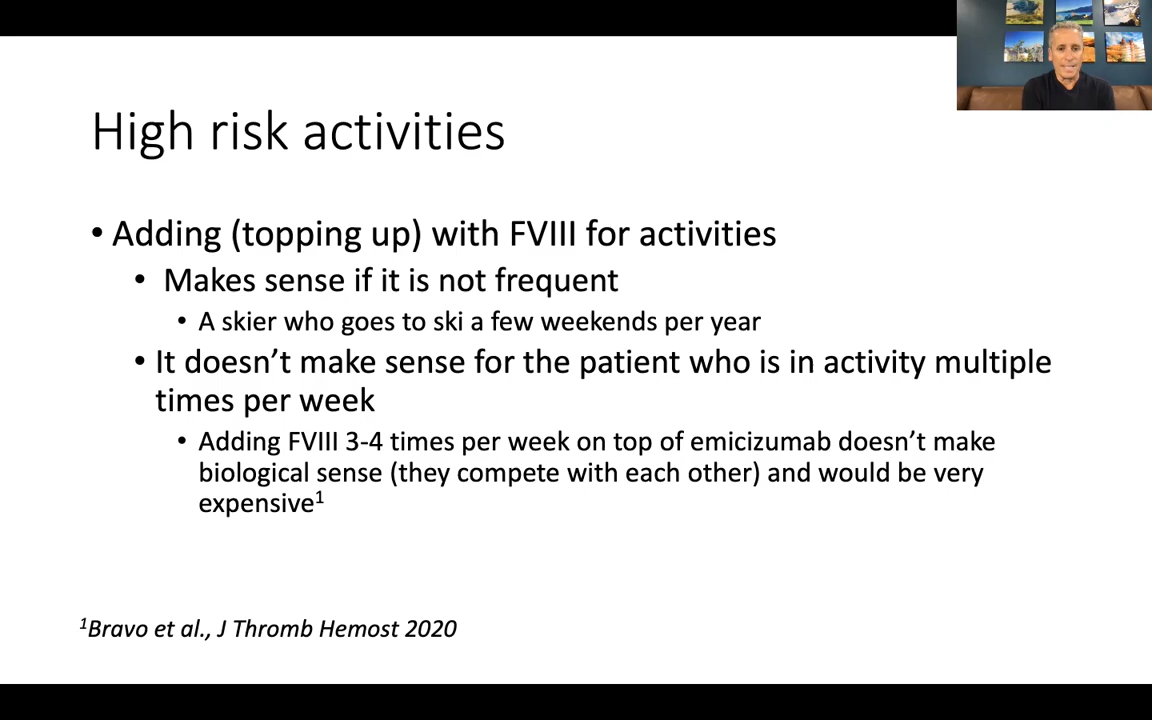 High risk activities
• Adding (topping up) with FVIII for activities
• Makes sense if it is not frequent
• A skier who goes to ski a few weekends per year
• It doesn’t make sense for the patient who is in activity multiple
times per week
• Adding FVIII 3-4 times per week on top of emicizumab doesn’t make
biological sense (they compete with each other) and would be very
expensive¹
¹Bravo et al., J Thromb Hemost 2020